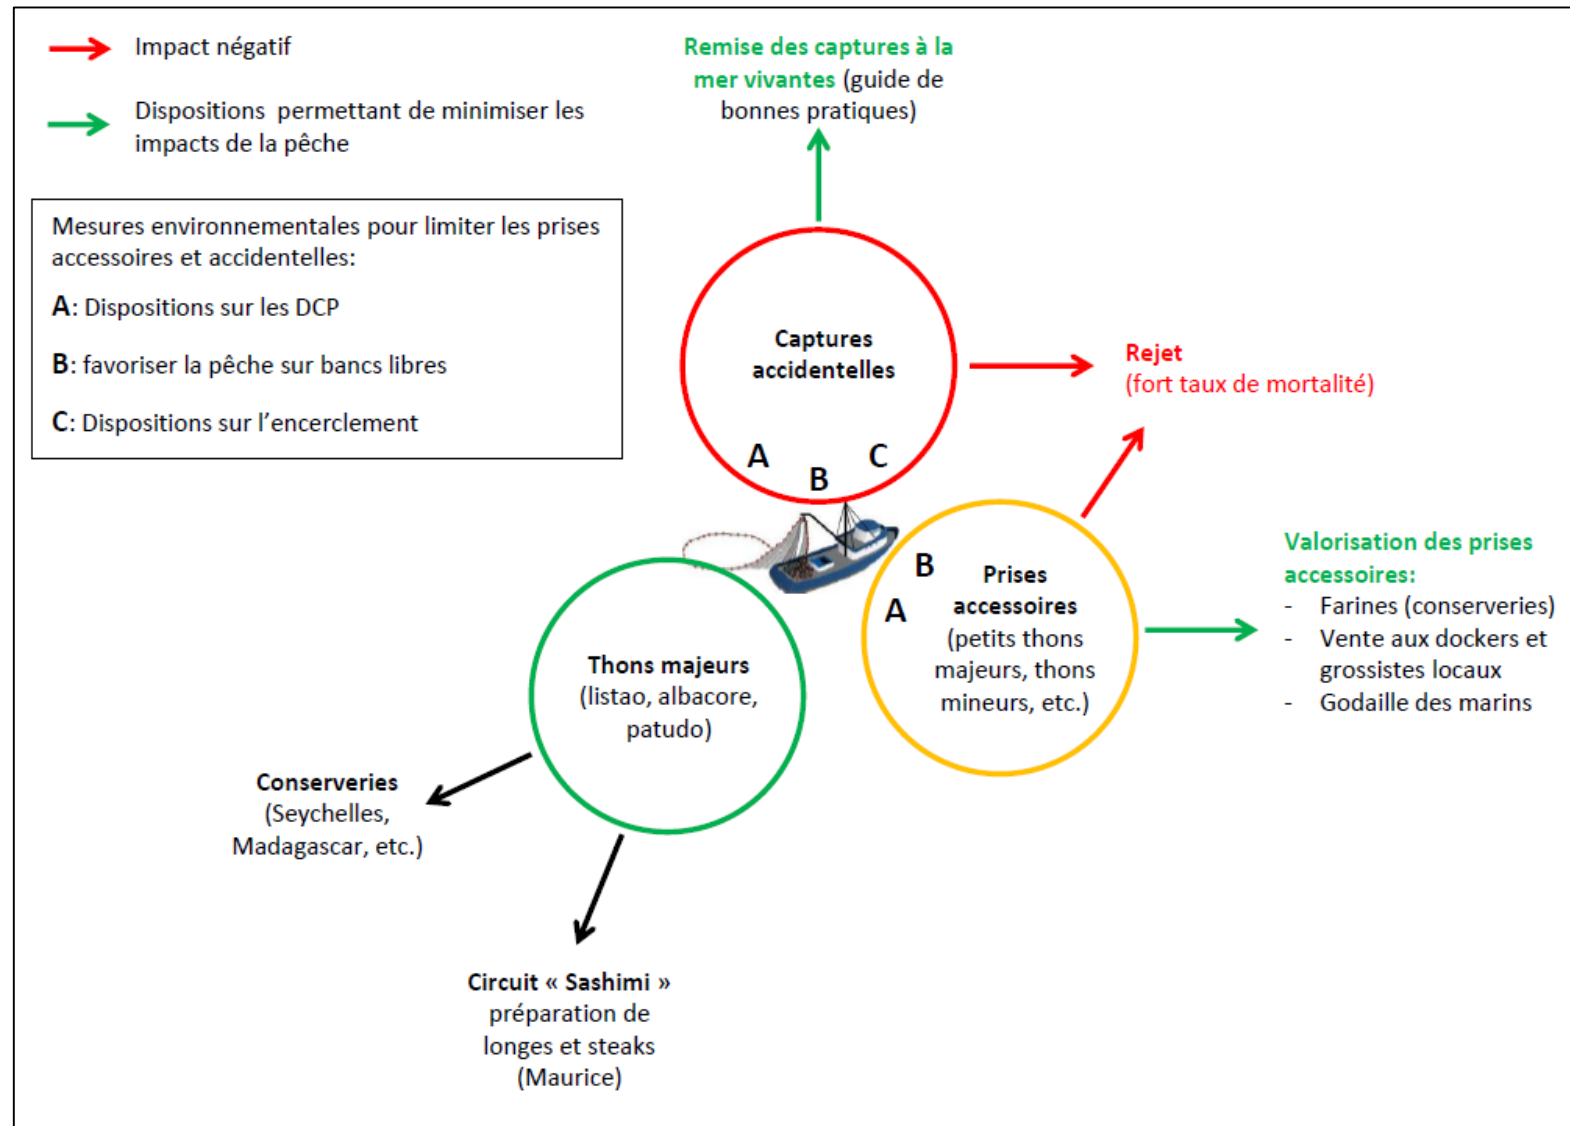 Impact négatif
Dispositions permettant de minimiser les
impacts de la pêche
Mesures environnementales pour limiter les prises
accessoires et accidentelles:
A: Dispositions sur les DCP
B: favoriser la pêche sur bancs libres
C: Dispositions sur l'encerclement
Remise des captures à la
mer vivantes (guide de
bonnes pratiques)
Captures
accidentelles
A
B
C
Rejet
(fort taux de mortalité)
B
A
Prises
accessoires
(petits thons
majeurs, thons
mineurs, etc.)
Valorisation des prises
accessoires:
- Farines (conserveries)
- Vente aux dockers et
grossistes locaux
- Godaille des marins
Thons majeurs
(listao, albacore,
patudo)
Conserveries
(Seychelles,
Madagascar, etc.)
Circuit « Sashimi »
préparation de
longes et steaks
(Maurice)